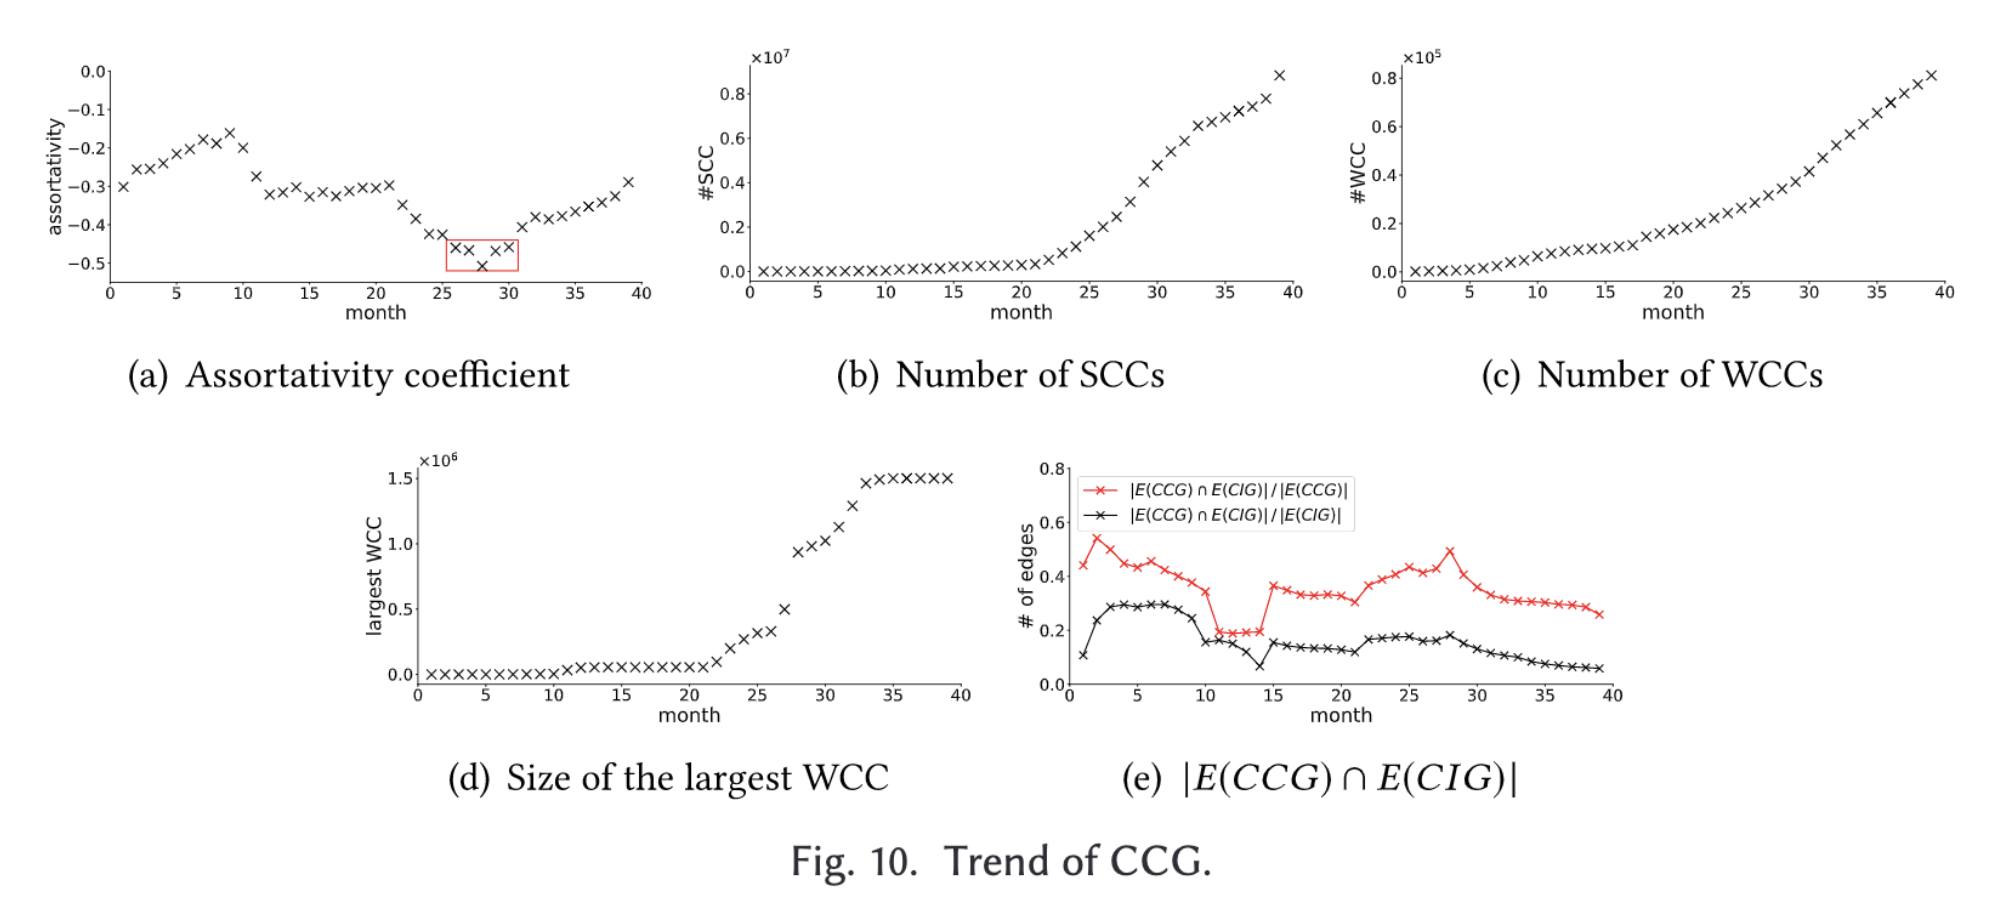 ×10⁷
×10⁵
0.0
−0.1
−0.2
−0.3
−0.4
−0.5
assortativity
0 5 10 15 20 25 30 35 40
month
0.8
0.6
0.4
0.2
0.0
#SCC
0 5 10 15 20 25 30 35 40
month
0.8
0.6
0.4
0.2
0.0
#WCC
0 5 10 15 20 25 30 35 40
month
(a) Assortativity coefficient
(b) Number of SCCs
(c) Number of WCCs
×10⁶
1.5
1.0
0.5
0.0
largest WCC
0 5 10 15 20 25 30 35 40
month
0.8
0.6
0.4
0.2
0.0
# of edges
|E(CCG) ∩ E(CIG)| / |E(CCG)|
|E(CCG) ∩ E(CIG)| / |E(CIG)|
0 5 10 15 20 25 30 35 40
month
(d) Size of the largest WCC
(e) |E(CCG) ∩ E(CIG)|
Fig. 10. Trend of CCG.